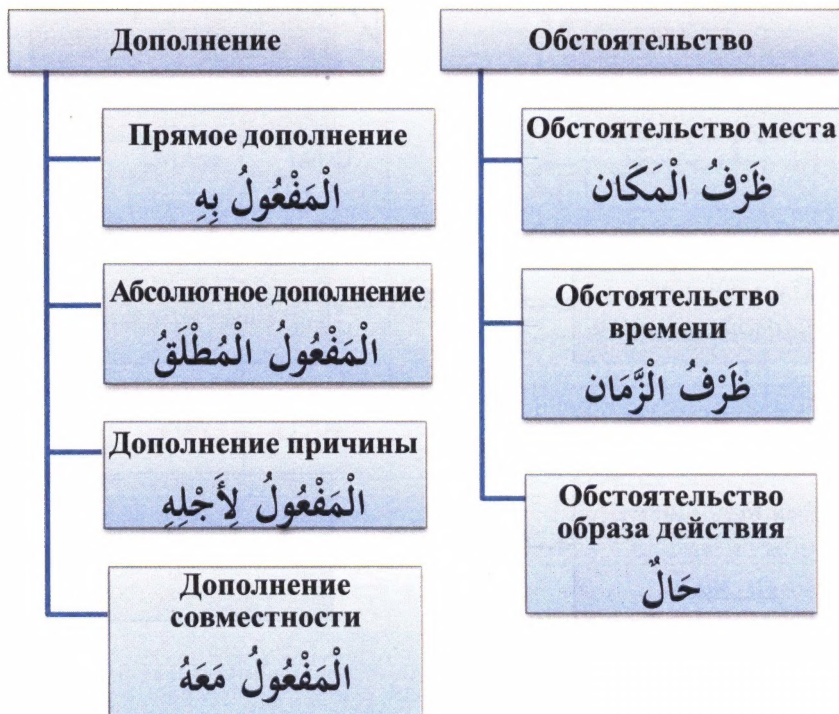 Дополнение
Прямое дополнение
الْمَفْعُولُ بِهِ
Абсолютное дополнение
الْمَفْعُولُ الْمُطْلَقُ
Дополнение причины
الْمَفْعُولُ لِأَجْلِهِ
Дополнение
совместности
الْمَفْعُولُ مَعَهُ
Обстоятельство
Обстоятельство места
ظَرْفُ الْمَكَان
Обстоятельство
времени
ظَرْفُ الْزَّمَان
Обстоятельство
образа действия
حَالٌ